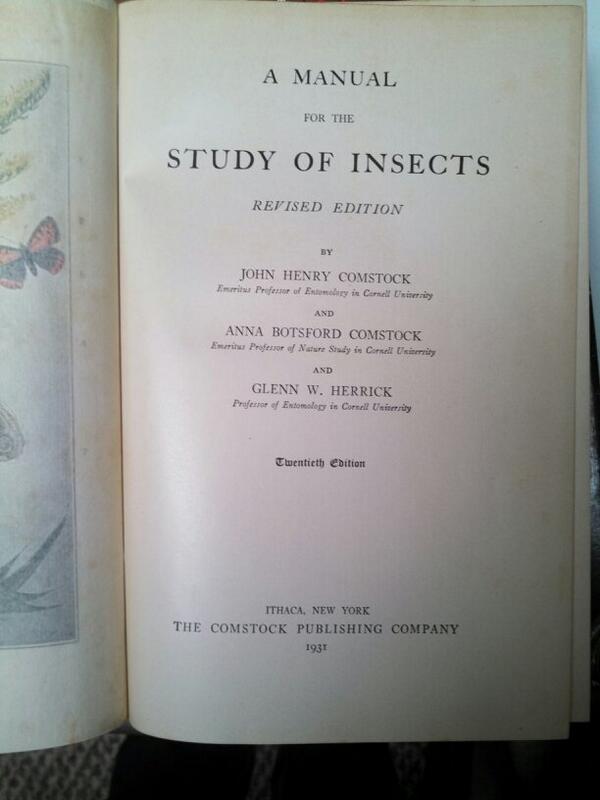 A MANUAL
FOR THE
STUDY OF INSECTS
REVISED EDITION
BY
JOHN HENRY COMSTOCK
Emeritus Professor of Entomology in Cornell University
AND
ANNA BOTSFORD COMSTOCK
Emeritus Professor of Nature Study in Cornell University
AND
GLENN W. HERRICK
Professor of Entomology in Cornell University
Twentieth Edition
ITHACA, NEW YORK
THE COMSTOCK PUBLISHING COMPANY
1931